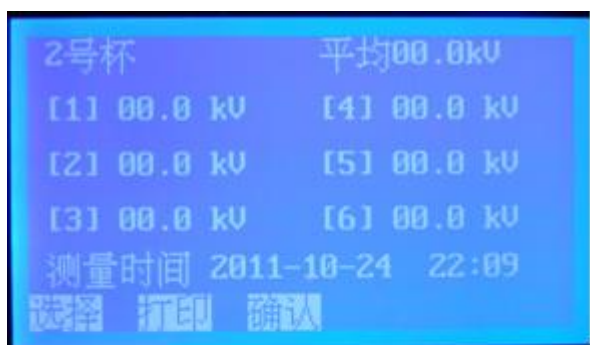 2号杯 平均00.0kV
[1] 00.0 kV [4] 00.0 kV
[2] 00.0 kV [5] 00.0 kV
[3] 00.0 kV [6] 00.0 kV
测量时间 2011-10-24 22:09
选择 打印 确认